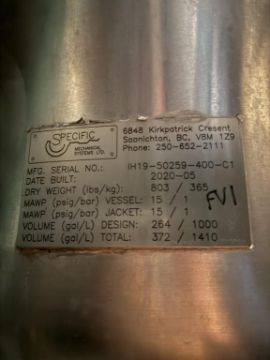 SPECIFIC
MECHANICAL
SYSTEMS LTD.
6848 Kirkpatrick Cresent
Saanichton, BC, V8M 1Z9
Phone: 250-652-2111
MFG. SERIAL NO.: IH19-50259-400-C1
DATE BUILT: 2020-05
DRY WEIGHT (lbs/kg): 803 / 365
MAWP (psig/bar) VESSEL: 15 / 1
MAWP (psig/bar) JACKET: 15 / 1
FV1
VOLUME (gal/L) DESIGN: 264 / 1000
VOLUME (gal/L) TOTAL: 372 / 1410